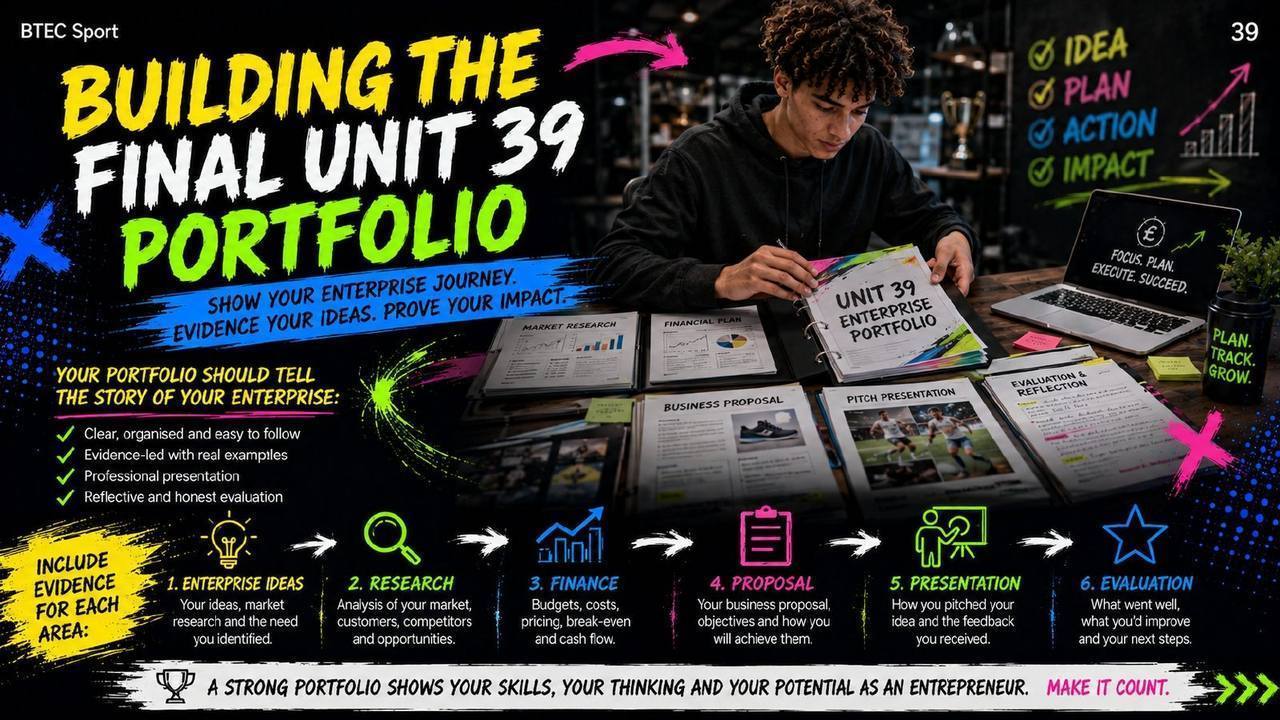 BTEC Sport
39
BUILDING THE
FINAL UNIT 39
PORTFOLIO
SHOW YOUR ENTERPRISE JOURNEY.
EVIDENCE YOUR IDEAS. PROVE YOUR IMPACT.
IDEA
PLAN
ACTION
IMPACT
£
FOCUS. PLAN.
EXECUTE. SUCCEED.
PLAN.
TRACK.
GROW.
UNIT 39
ENTERPRISE
PORTFOLIO
MARKET RESEARCH
FINANCIAL PLAN
BUSINESS PROPOSAL
PITCH PRESENTATION
EVALUATION &
REFLECTION
YOUR PORTFOLIO SHOULD TELL
THE STORY OF YOUR ENTERPRISE:
Clear, organised and easy to follow
Evidence-led with real examples
Professional presentation
Reflective and honest evaluation
INCLUDE
EVIDENCE
FOR EACH
AREA:
1. ENTERPRISE IDEAS
Your ideas, market
research and the need
you identified.
2. RESEARCH
Analysis of your market,
customers, competitors
and opportunities.
3. FINANCE
Budgets, costs,
pricing, break-even
and cash flow.
4. PROPOSAL
Your business proposal,
objectives and how you
will achieve them.
5. PRESENTATION
How you pitched your
idea and the feedback
you received.
6. EVALUATION
What went well,
what you'd improve
and your next steps.
A STRONG PORTFOLIO SHOWS YOUR SKILLS, YOUR THINKING AND YOUR POTENTIAL AS AN ENTREPRENEUR. MAKE IT COUNT.